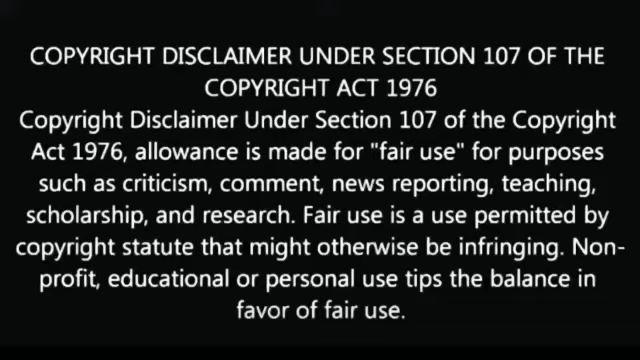 COPYRIGHT DISCLAIMER UNDER SECTION 107 OF THE
COPYRIGHT ACT 1976
Copyright Disclaimer Under Section 107 of the Copyright
Act 1976, allowance is made for "fair use" for purposes
such as criticism, comment, news reporting, teaching,
scholarship, and research. Fair use is a use permitted by
copyright statute that might otherwise be infringing. Non-
profit, educational or personal use tips the balance in
favor of fair use.